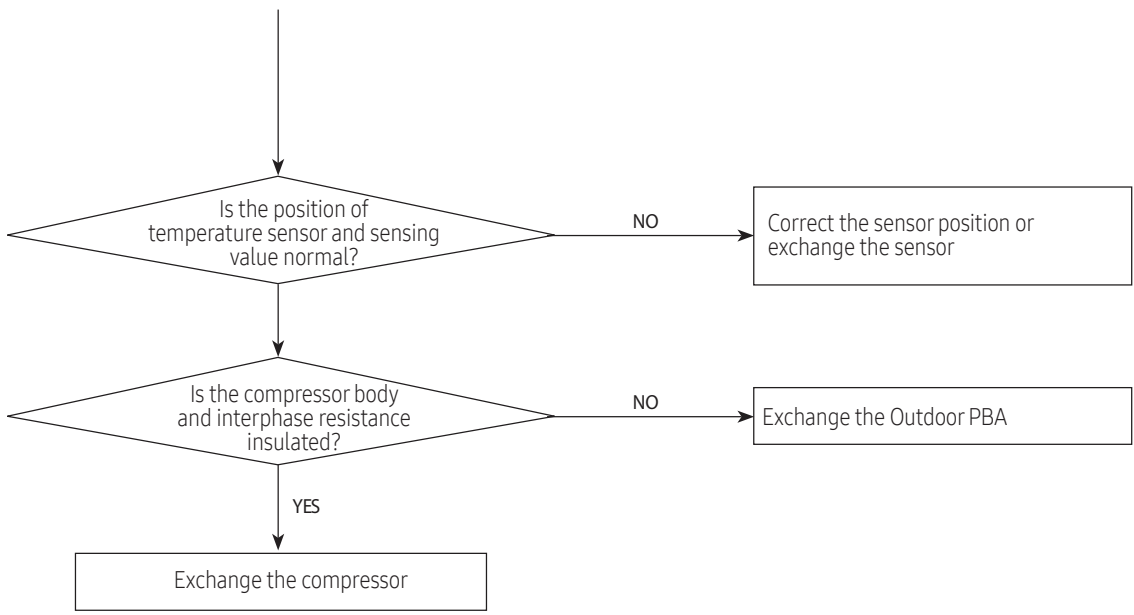 Is the position of
temperature sensor and sensing
value normal?
NO
Correct the sensor position or
exchange the sensor
Is the compressor body
and interphase resistance
insulated?
NO
Exchange the Outdoor PBA
YES
Exchange the compressor